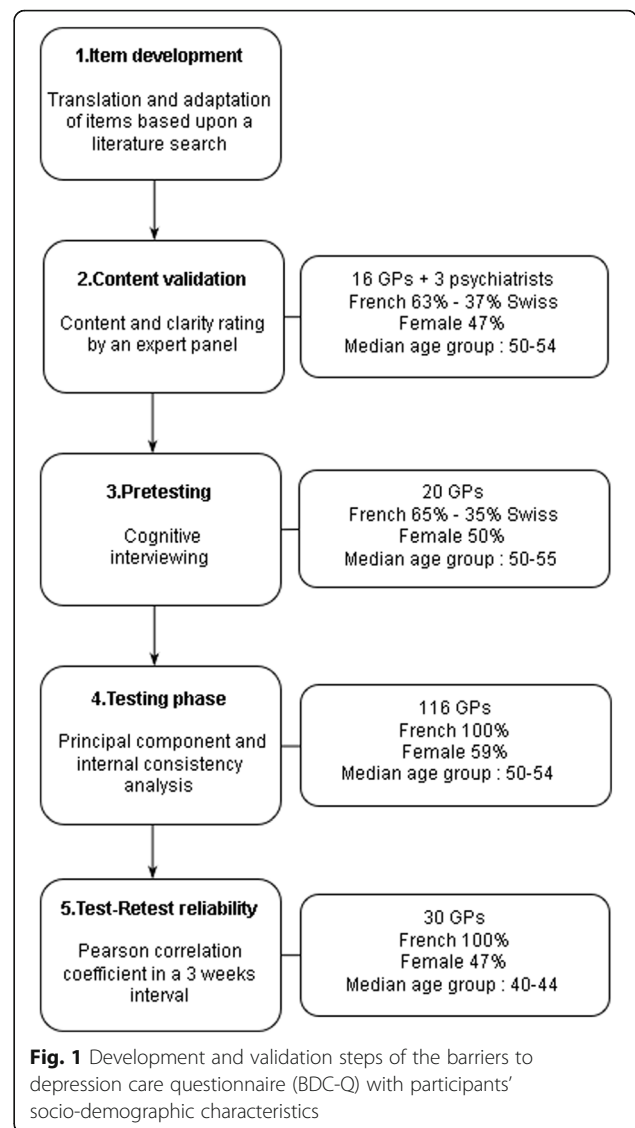 1.Item development
Translation and adaptation
of items based upon a
literature search
2.Content validation
Content and clarity rating
by an expert panel
16 GPs + 3 psychiatrists
French 63% - 37% Swiss
Female 47%
Median age group : 50-54
3.Pretesting
Cognitive
interviewing
20 GPs
French 65% - 35% Swiss
Female 50%
Median age group : 50-55
4.Testing phase
Principal component and
internal consistency
analysis
116 GPs
French 100%
Female 59%
Median age group : 50-54
5.Test-Retest reliability
Pearson correlation
coefficient in a 3 weeks
interval
30 GPs
French 100%
Female 47%
Median age group : 40-44
Fig. 1 Development and validation steps of the barriers to
depression care questionnaire (BDC-Q) with participants’
socio-demographic characteristics